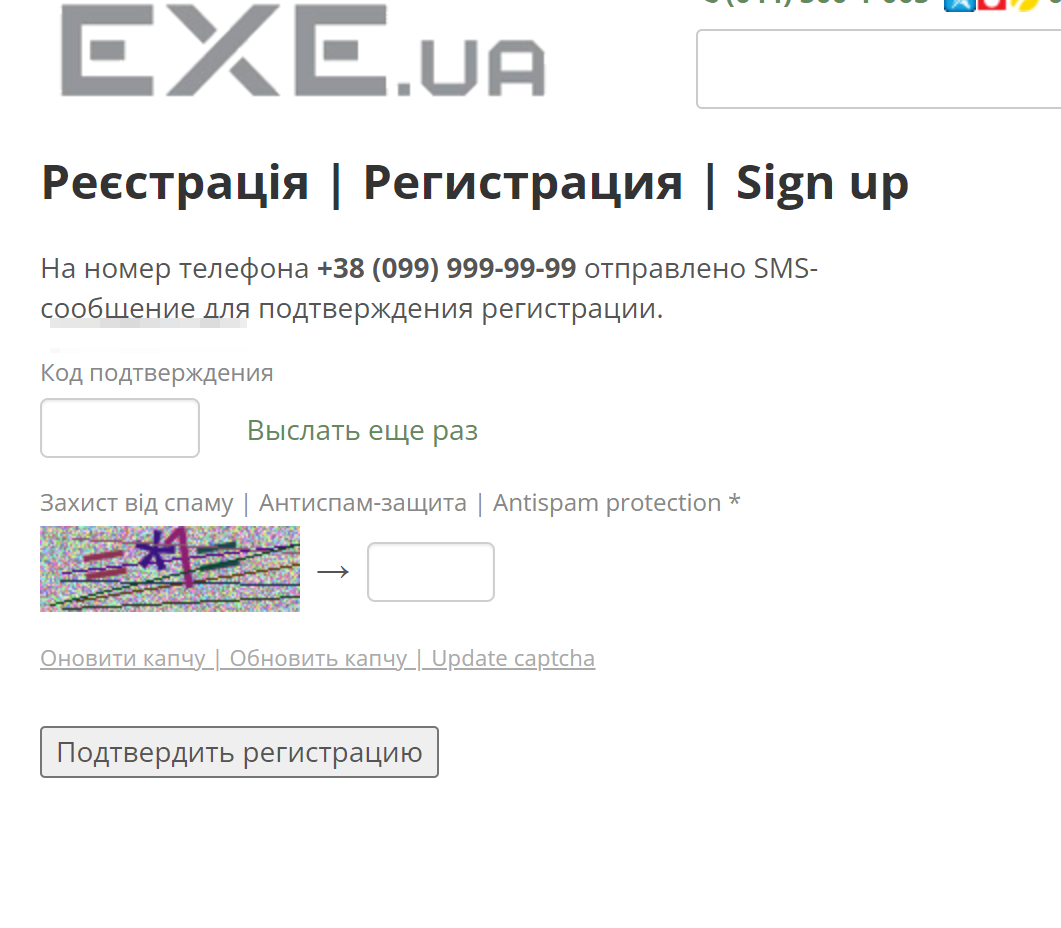 EXE.UA
Реєстрація | Регистрация | Sign up
На номер телефона +38 (099) 999-99-99 отправлено SMS-
сообщение для подтверждения регистрации.
Код подтверждения
Выслать еще раз
Захист від спаму | Антиспам-защита | Antispam protection *
→
Оновити капчу | Обновить капчу | Update captcha
Подтвердить регистрацию